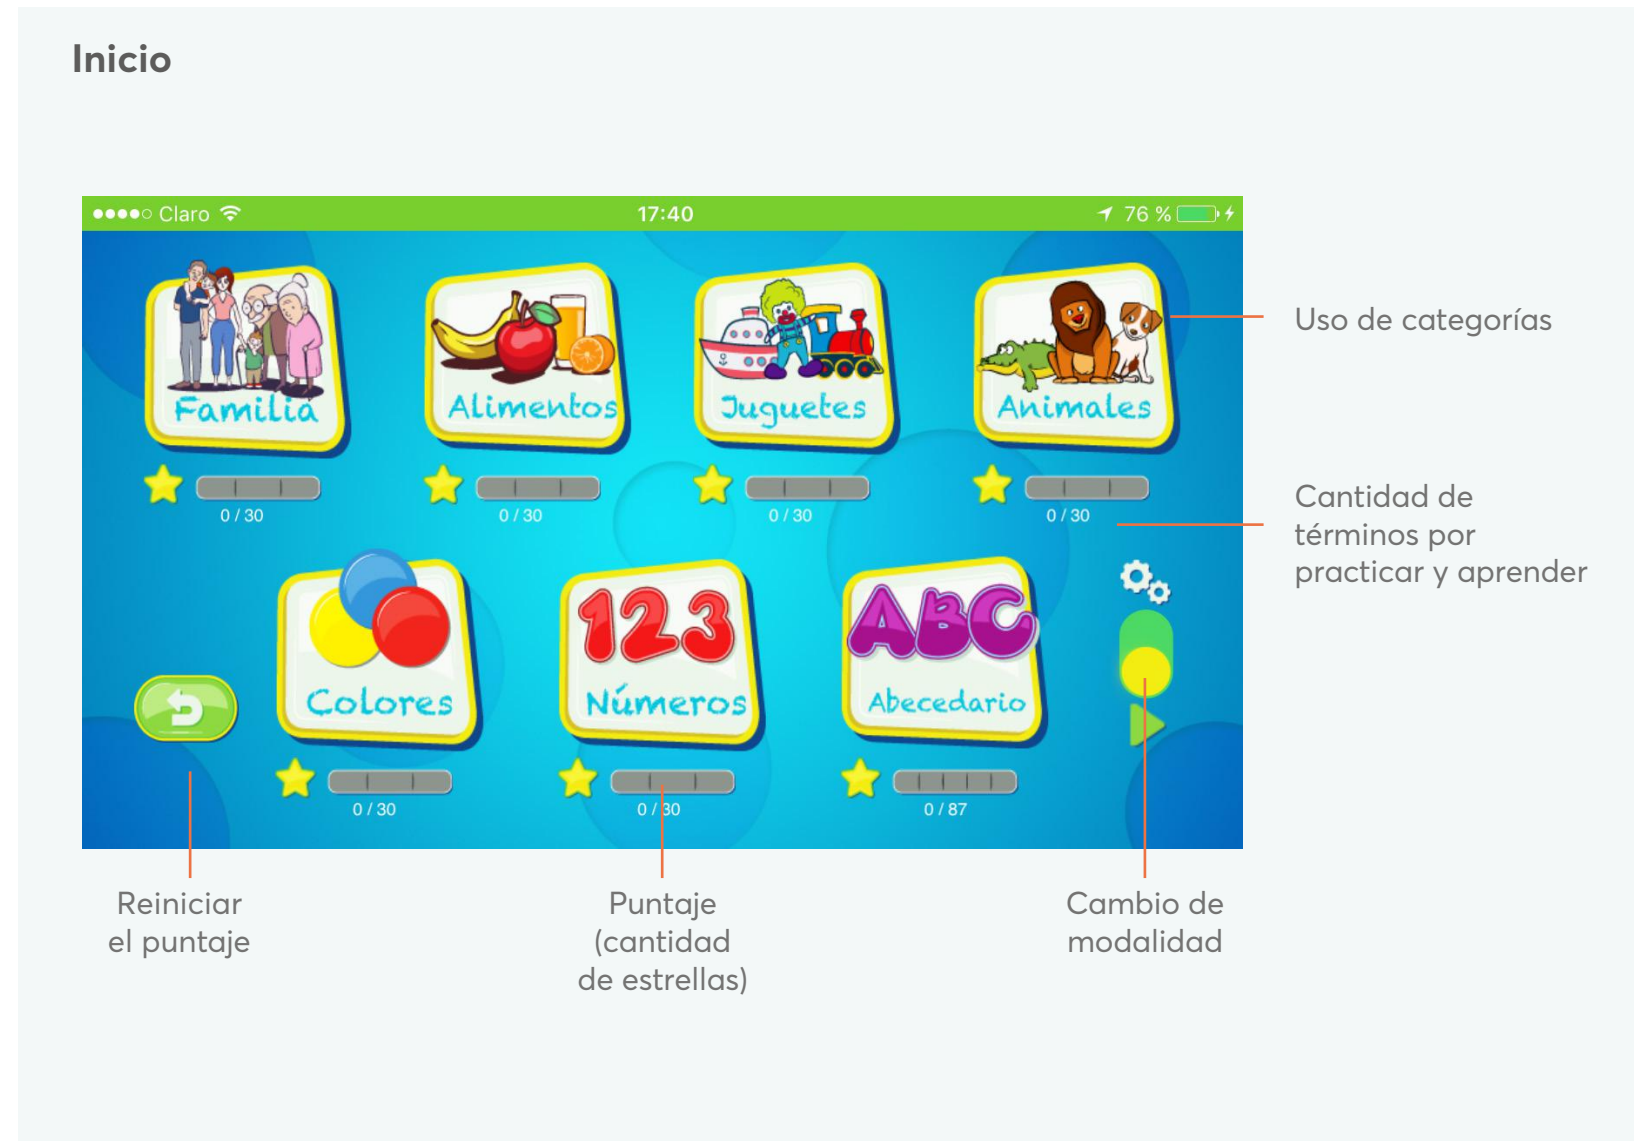 Inicio
Claro 17:40 76 %
Familia Alimentos Juguetes Animales
0 / 30 0 / 30 0 / 30 0 / 30
Uso de categorías
Cantidad de
términos por
practicar y aprender
123 ABC
Colores Números Abecedario
0 / 30 0 / 30 0 / 87
Reiniciar
el puntaje
Puntaje
(cantidad
de estrellas)
Cambio de
modalidad